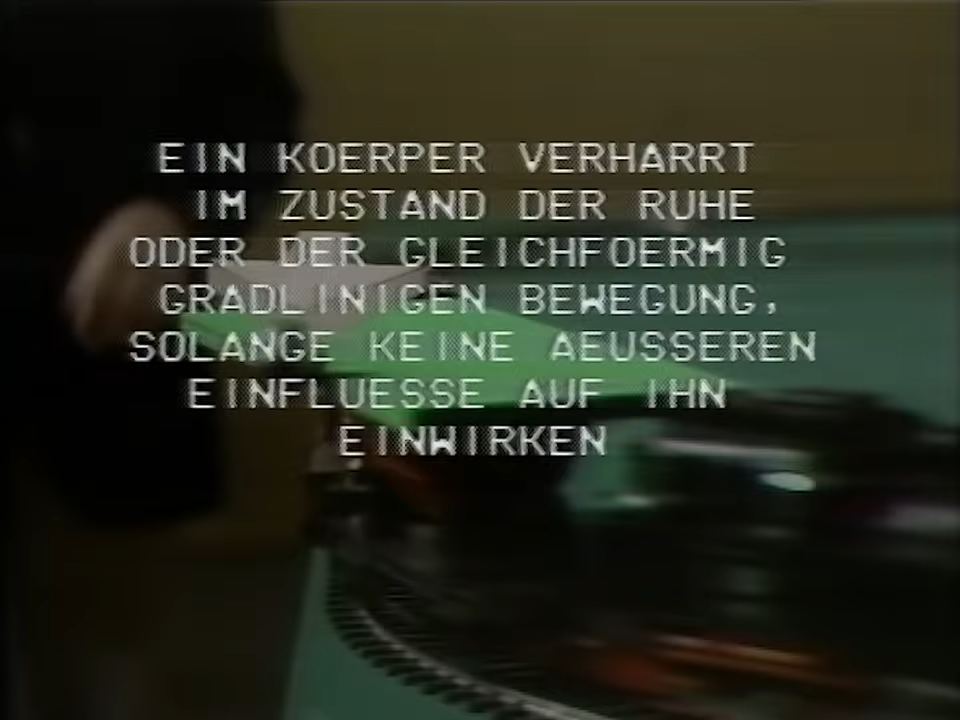 EIN KOERPER VERHARRT
IM ZUSTAND DER RUHE
ODER DER GLEICHFOERMIG
GRADLINIGEN BEWEGUNG,
SOLANGE KEINE AEUSSEREN
EINFLUESSE AUF IHN
EINWIRKEN